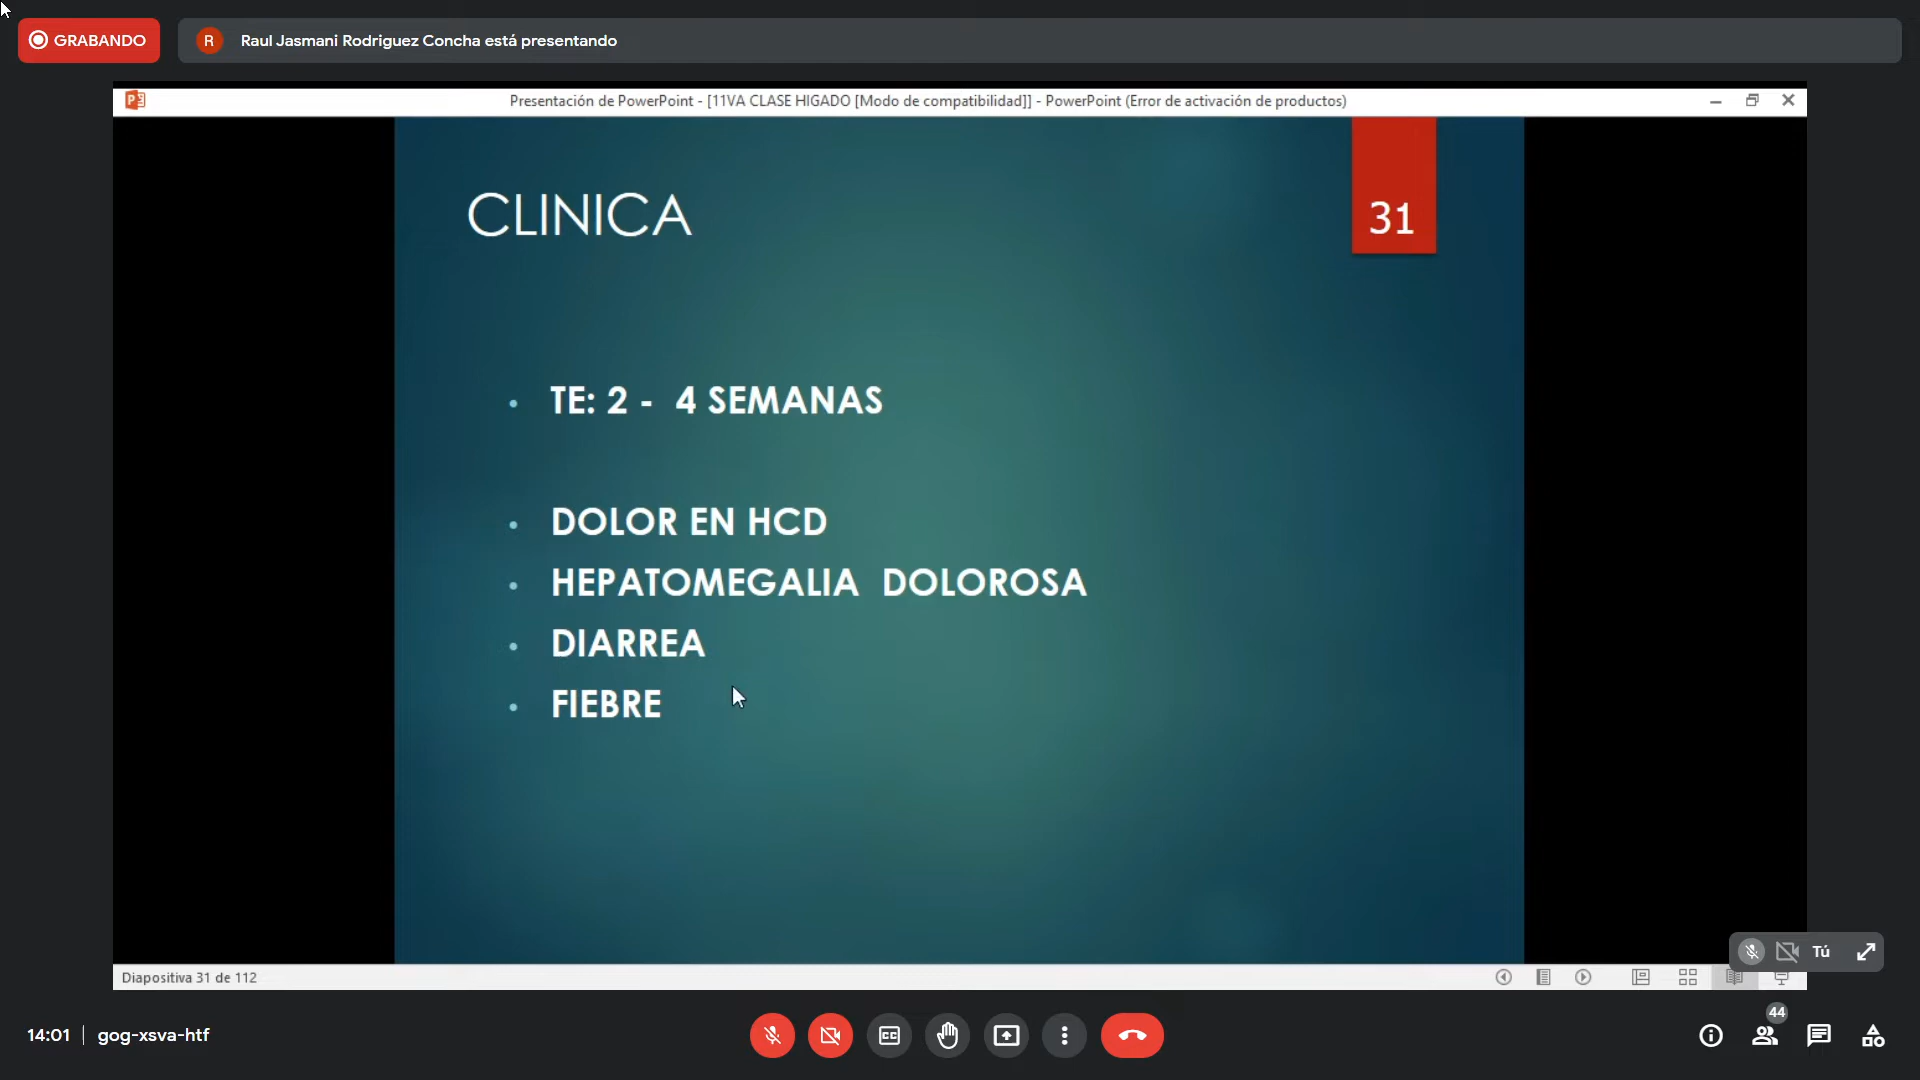 GRABANDO
R
Raul Jasmani Rodriguez Concha está presentando
Presentación de PowerPoint - [11VA CLASE HIGADO [Modo de compatibilidad]] - PowerPoint (Error de activación de productos)
CLINICA
31
• TE: 2 - 4 SEMANAS
• DOLOR EN HCD
• HEPATOMEGALIA DOLOROSA
• DIARREA
• FIEBRE
Tú
Diapositiva 31 de 112
14:01 | gog-xsva-htf
44